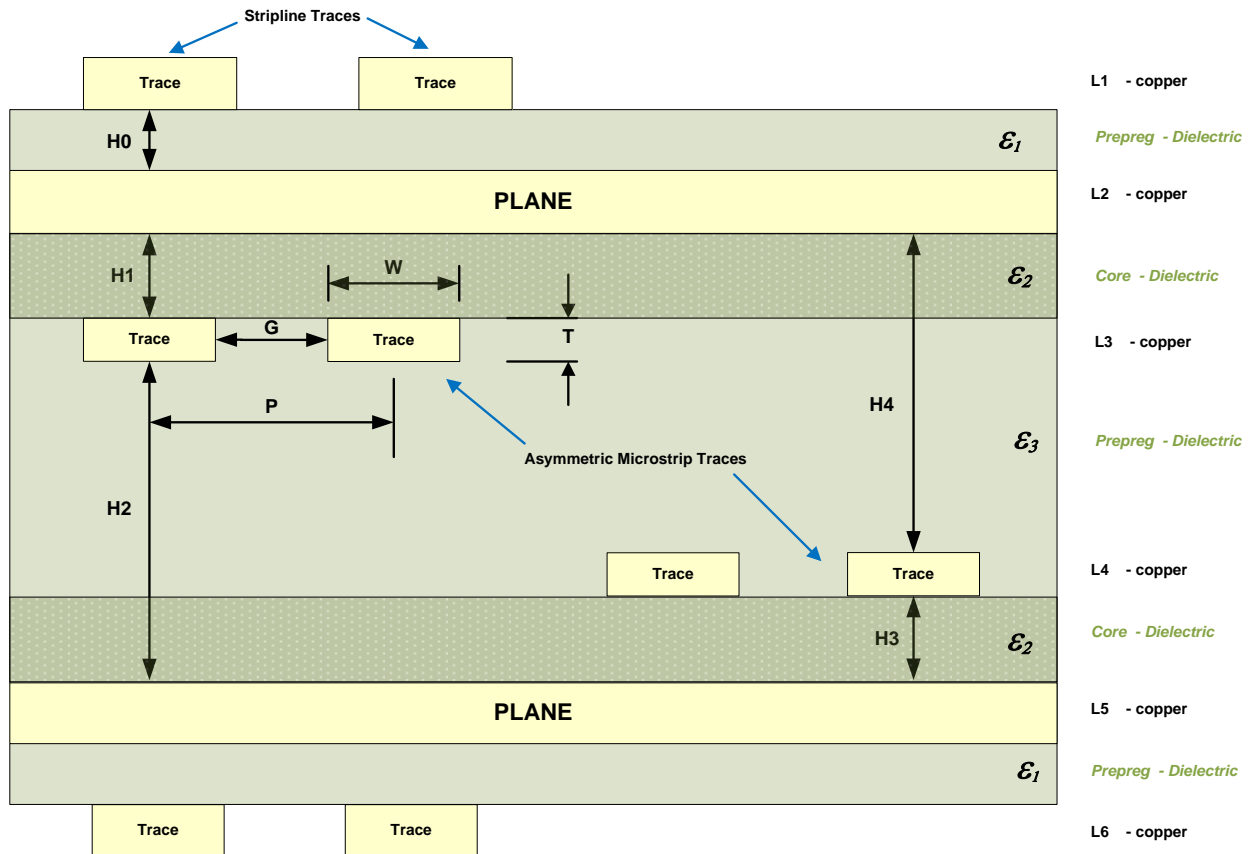 Stripline Traces
Trace Trace L1 - copper
H0 ε1 Prepreg - Dielectric
PLANE L2 - copper
H1 W ε2 Core - Dielectric
Trace G Trace T L3 - copper
P H4
Asymmetric Microstrip Traces ε3 Prepreg - Dielectric
H2
Trace Trace L4 - copper
H3 ε2 Core - Dielectric
PLANE L5 - copper
ε1 Prepreg - Dielectric
Trace Trace L6 - copper